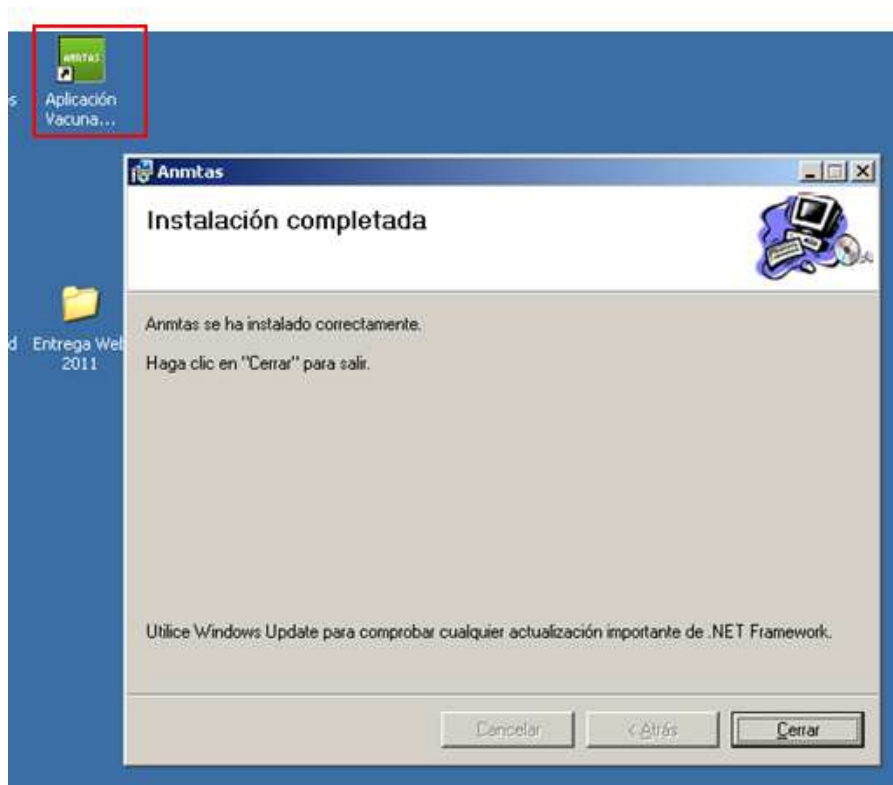 ANMTAS
s
Aplicación
Vacuna...
Anmtas
Instalación completada
Anmtas se ha instalado correctamente.
Haga clic en "Cerrar" para salir.
d
Entrega Web
2011
Utilice Windows Update para comprobar cualquier actualización importante de .NET Framework.
Cancelar
< Atrás
Cerrar